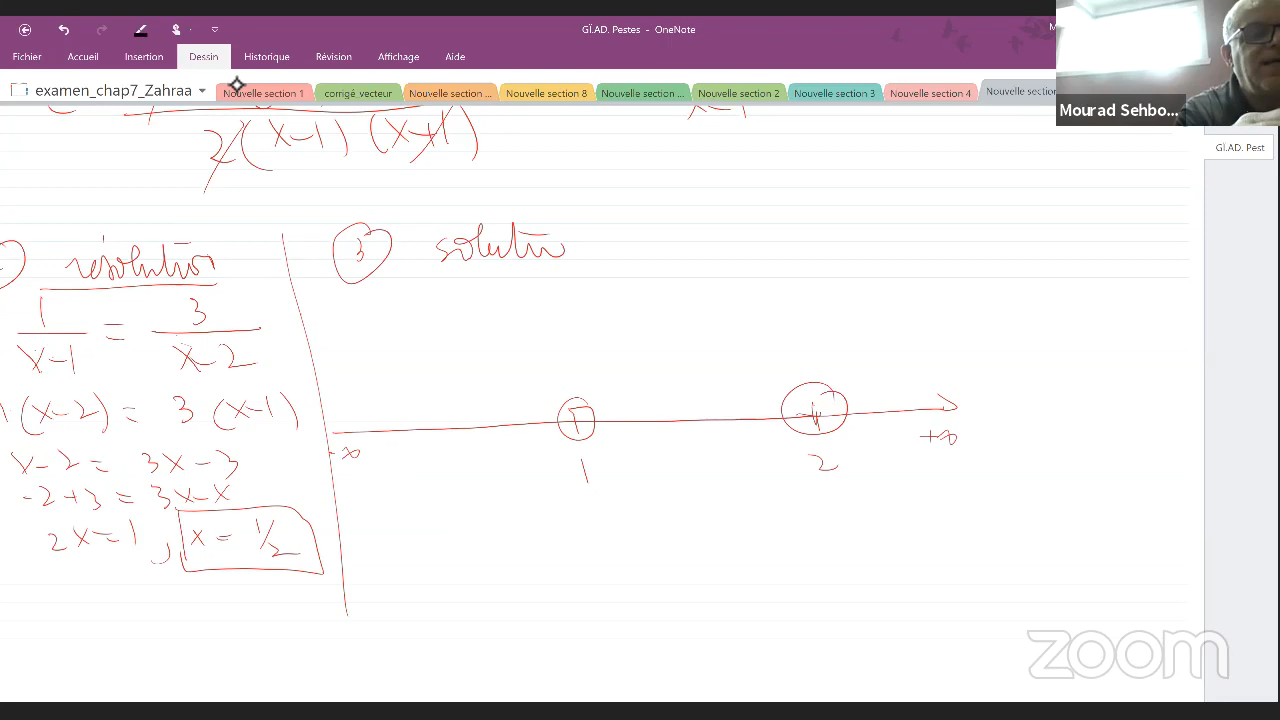 GÏ.AD. Pestes - OneNote
Fichier Accueil Insertion Dessin Historique Révision Affichage Aide
examen_chap7_Zahraa Nouvelle section 1 corrigé vecteur Nouvelle section ... Nouvelle section 8 Nouvelle section ... Nouvelle section 2 Nouvelle section 3 Nouvelle section 4 Nouvelle section
Mourad Sehbo...
GÏ.AD. Pest
2 (x-1) (x+1)
x-1
résolution
1/x-1 = 3/x-2
(x-2) = 3 (x-1)
x-2 = 3x-3
-2+3 = 3x-x
2x=1, x = 1/2
3 solution
-∞ 1 2 +∞
zoom